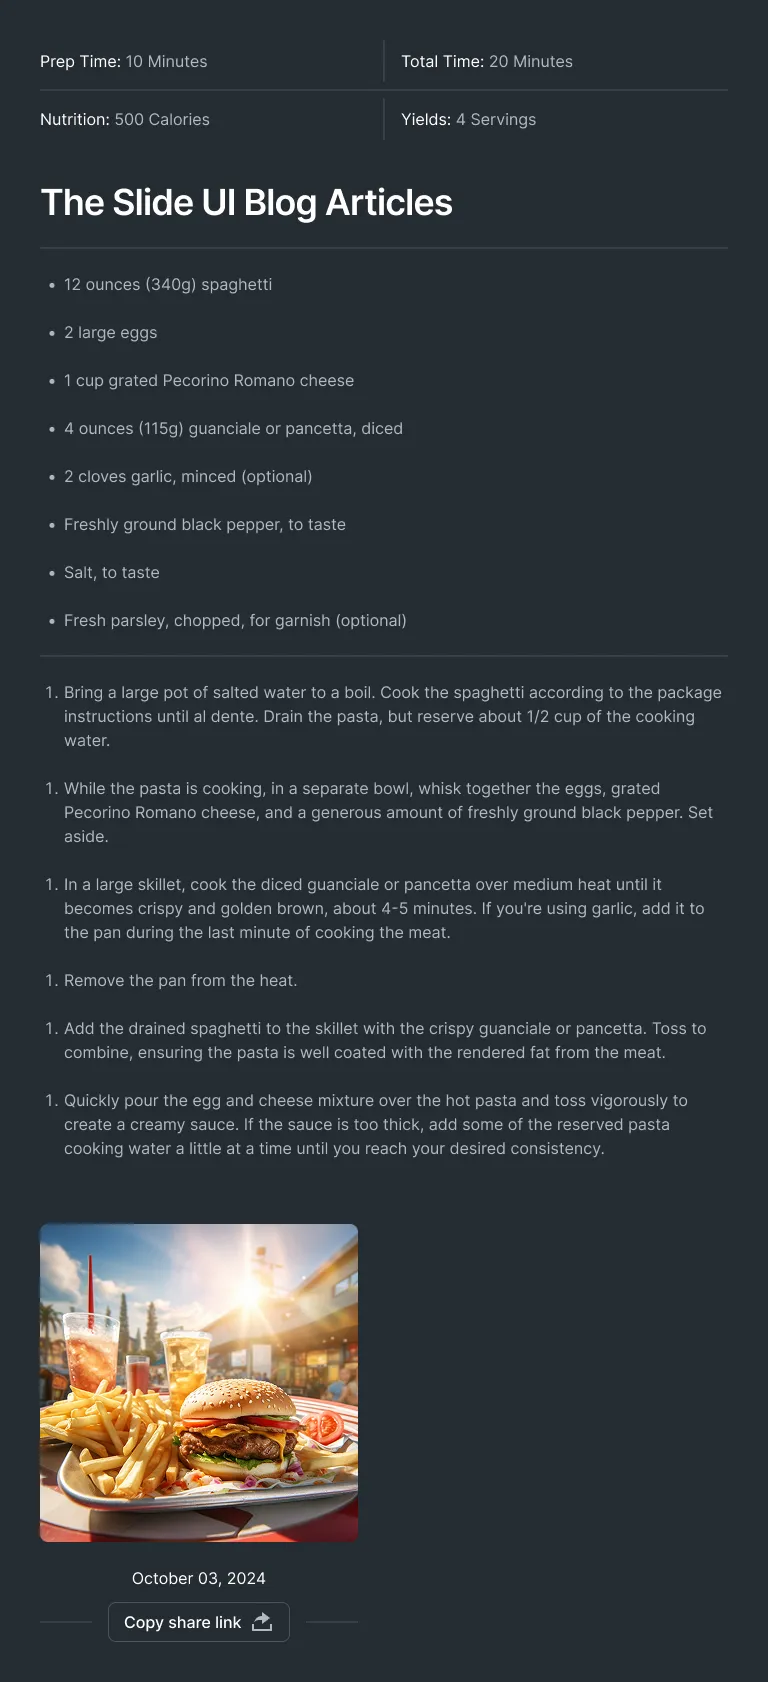 Prep Time: 10 Minutes
Total Time: 20 Minutes
Nutrition: 500 Calories
Yields: 4 Servings
The Slide UI Blog Articles
• 12 ounces (340g) spaghetti
• 2 large eggs
• 1 cup grated Pecorino Romano cheese
• 4 ounces (115g) guanciale or pancetta, diced
• 2 cloves garlic, minced (optional)
• Freshly ground black pepper, to taste
• Salt, to taste
• Fresh parsley, chopped, for garnish (optional)
1. Bring a large pot of salted water to a boil. Cook the spaghetti according to the package
instructions until al dente. Drain the pasta, but reserve about 1/2 cup of the cooking
water.
1. While the pasta is cooking, in a separate bowl, whisk together the eggs, grated
Pecorino Romano cheese, and a generous amount of freshly ground black pepper. Set
aside.
1. In a large skillet, cook the diced guanciale or pancetta over medium heat until it
becomes crispy and golden brown, about 4-5 minutes. If you're using garlic, add it to
the pan during the last minute of cooking the meat.
1. Remove the pan from the heat.
1. Add the drained spaghetti to the skillet with the crispy guanciale or pancetta. Toss to
combine, ensuring the pasta is well coated with the rendered fat from the meat.
1. Quickly pour the egg and cheese mixture over the hot pasta and toss vigorously to
create a creamy sauce. If the sauce is too thick, add some of the reserved pasta
cooking water a little at a time until you reach your desired consistency.
October 03, 2024
Copy share link